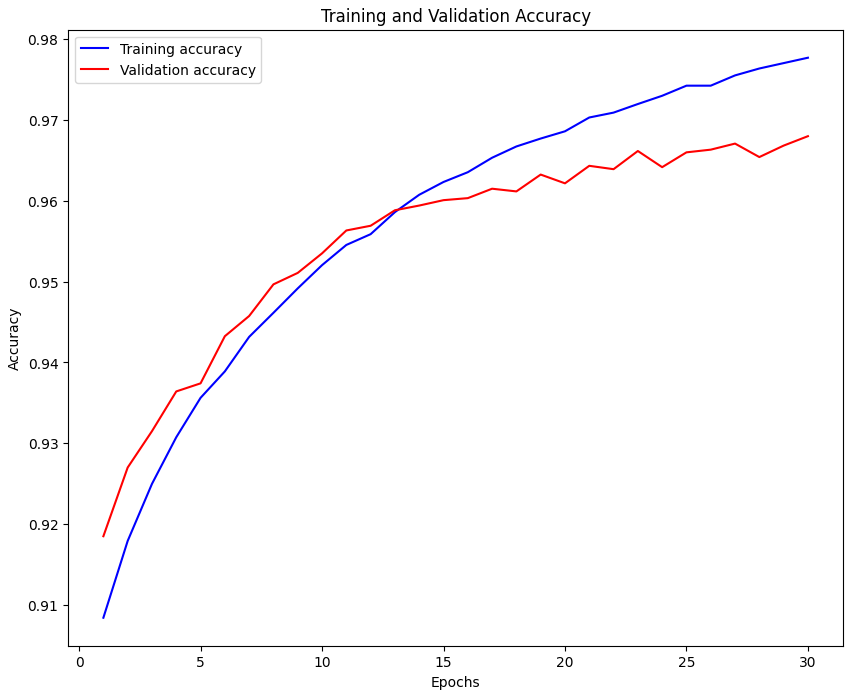 Training and Validation Accuracy
Training accuracy
Validation accuracy
0.98
0.97
0.96
0.95
0.94
0.93
0.92
0.91
Accuracy
0 5 10 15 20 25 30
Epochs